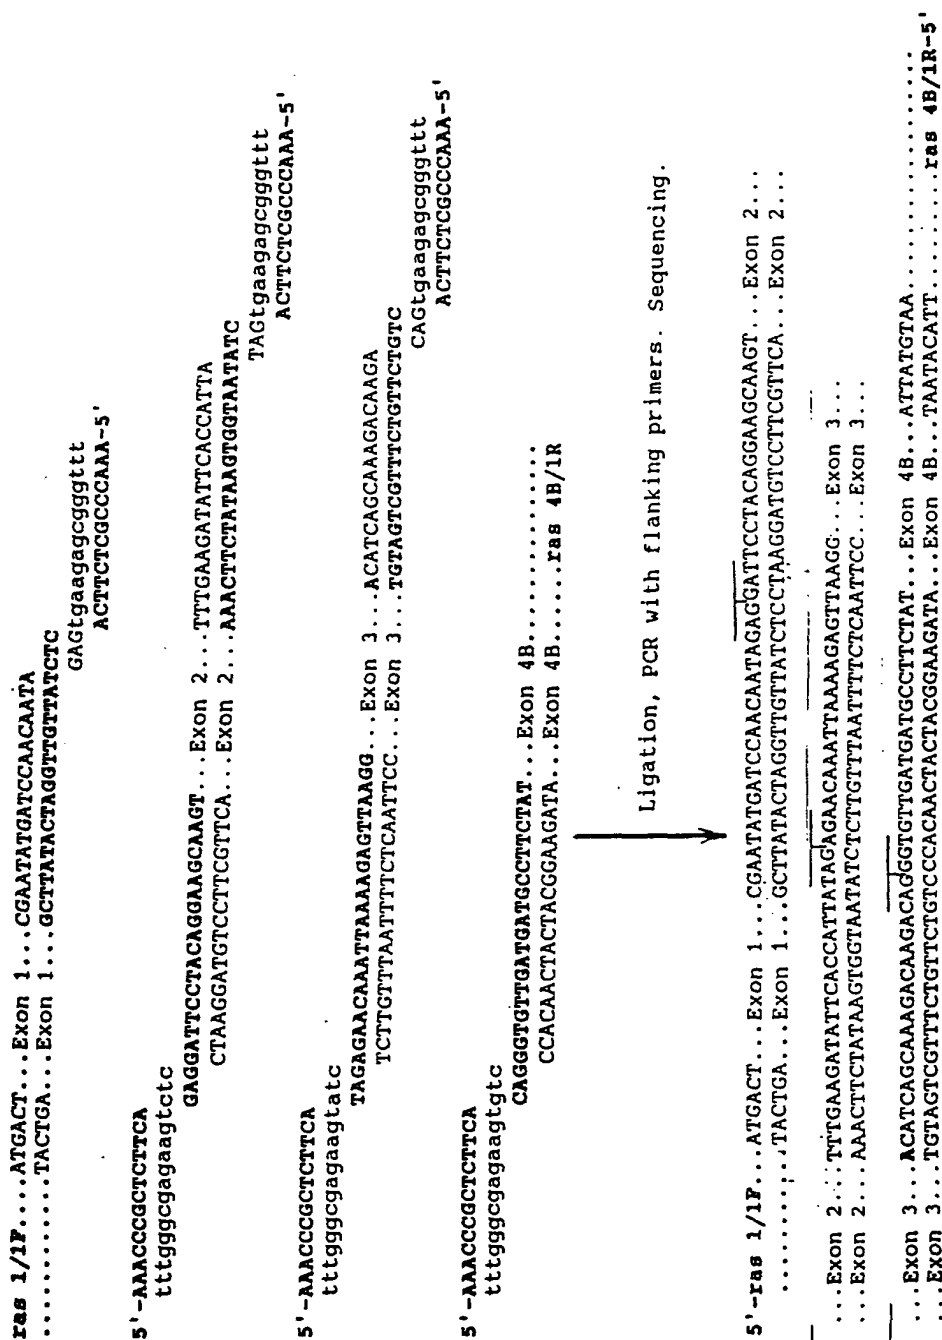 ras 1/1F....ATGACT...Exon 1...CGAATATGATCCAACAATA
............TACTGA...Exon 1...GCTTATACTAGGTTGTTATCTC
GAGtgaagagcgggttt
ACTTCTCGCCCAAA-5'
5'-AAACCCGCTCTTCA
tttgggcgagaagtctc
GAGGATTCCTACAGGAAGCAAGT...Exon 2...TTTGAAGATATTCACCATTA
CTAAGGATGTCCTTCGTTCA...Exon 2...AAACTTCTATAAGTGGTAATATC
TAGtgaagagcgggttt
ACTTCTCGCCCAAA-5'
5'-AAACCCGCTCTTCA
tttgggcgagaagtatc
TAGAGAACAAATTAAAAGAGTTAAGG...Exon 3...ACATCAGCAAAGACAAGA
TCTTGTTTAATTTTCTCAATTCC...Exon 3...TGTAGTCGTTTCTGTTCTGTC
CAGtgaagagcgggttt
ACTTCTCGCCCAAA-5'
5'-AAACCCGCTCTTCA
tttgggcgagaagtgtc
CAGGGTGTTGATGATGCCTTCTAT...Exon 4B..............
CCACAACTACTACGGAAGATA...Exon 4B.....ras 4B/1R
Ligation, PCR with flanking primers. Sequencing.
5'-ras 1/1F...ATGACT...Exon 1...CGAATATGATCCAACAATAGAGGATTCCTACAGGAAGCAAGT...Exon 2...
............TACTGA...Exon 1....GCTTATACTAGGTTGTTATCTCCTAAGGATGTCCTTCGTTCA...Exon 2...
...Exon 2...TTTGAAGATATTCACCATTATAGAGAACAAATTAAAAGAGTTAAGG...Exon 3...
...Exon 2...AAACTTCTATAAGTGGTAATATCTCTTGTTTAATTTTCTCAATTCC...Exon 3...
...Exon 3...ACATCAGCAAAGACAAGACAGGGTGTTGATGATGCCTTCTAT...Exon 4B...ATTATGTAA....................
...Exon 3...TGTAGTCGTTTCTGTTCTGTCCCACAACTACTACGGAAGATA...Exon 4B...TAATACATT........ras 4B/1R-5'